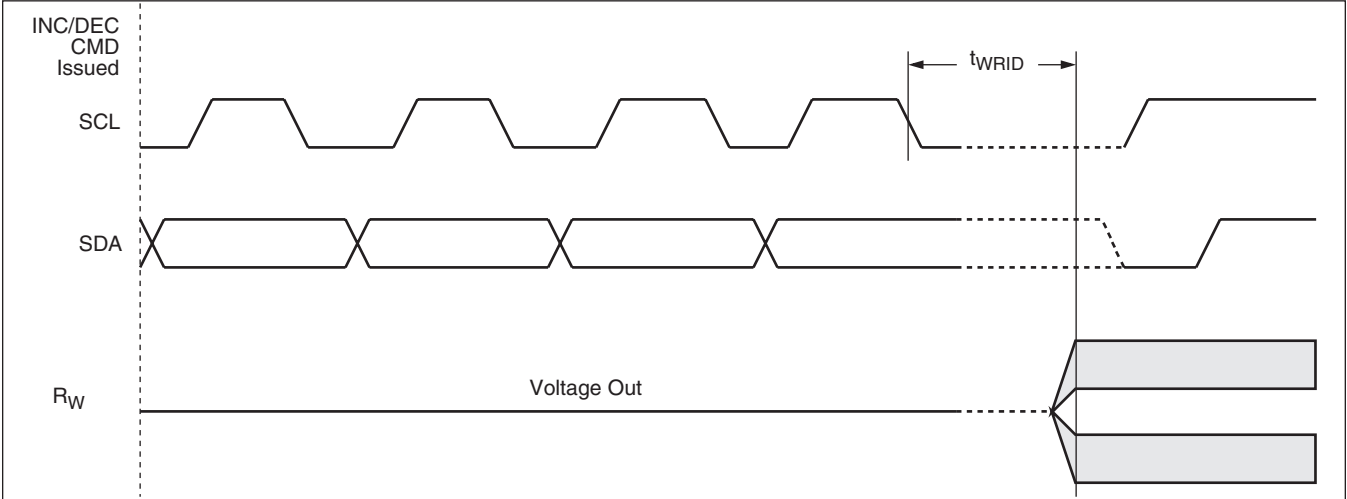 INC/DEC
CMD
Issued
tWRID
SCL
SDA
Voltage Out
RW